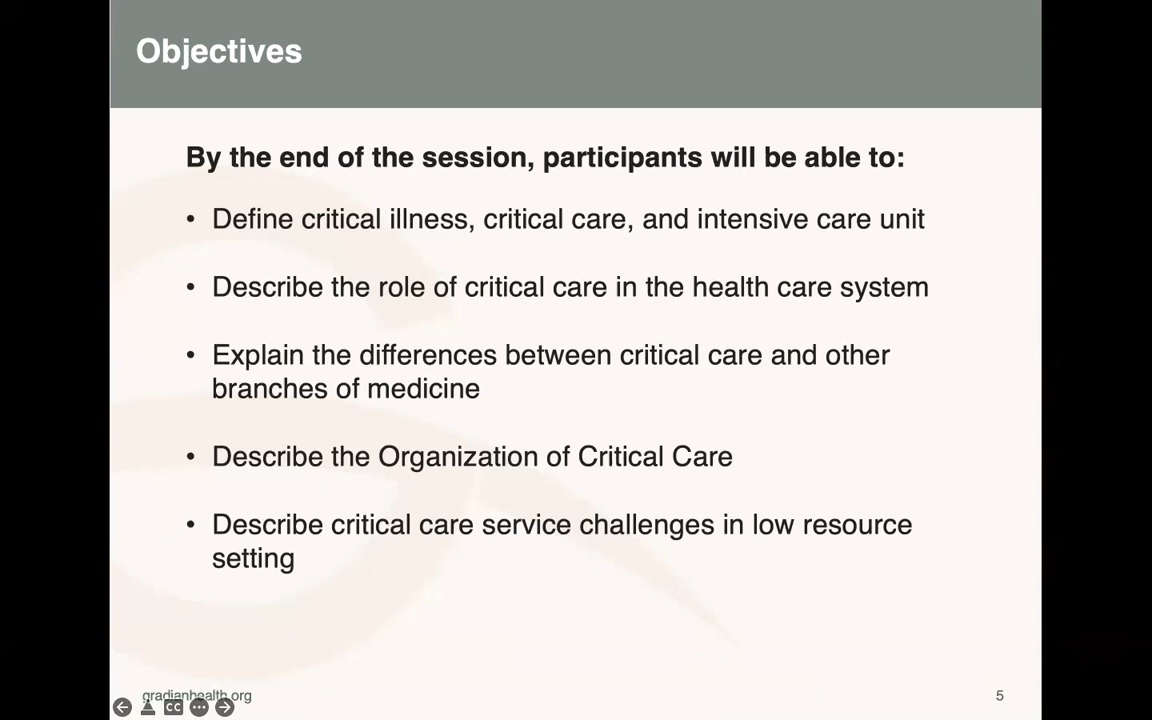 Objectives
By the end of the session, participants will be able to:
• Define critical illness, critical care, and intensive care unit
• Describe the role of critical care in the health care system
• Explain the differences between critical care and other
branches of medicine
• Describe the Organization of Critical Care
• Describe critical care service challenges in low resource
setting
gradianhealth.org
5
CC